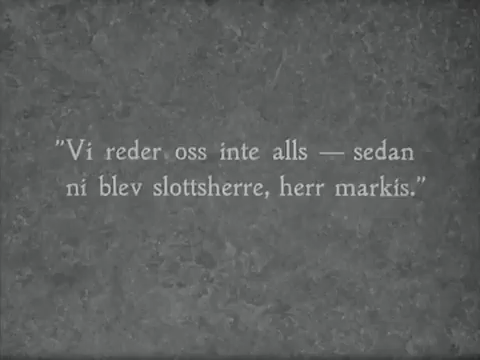 "Vi reder oss inte alls — sedan
ni blev slottsherre, herr markis."